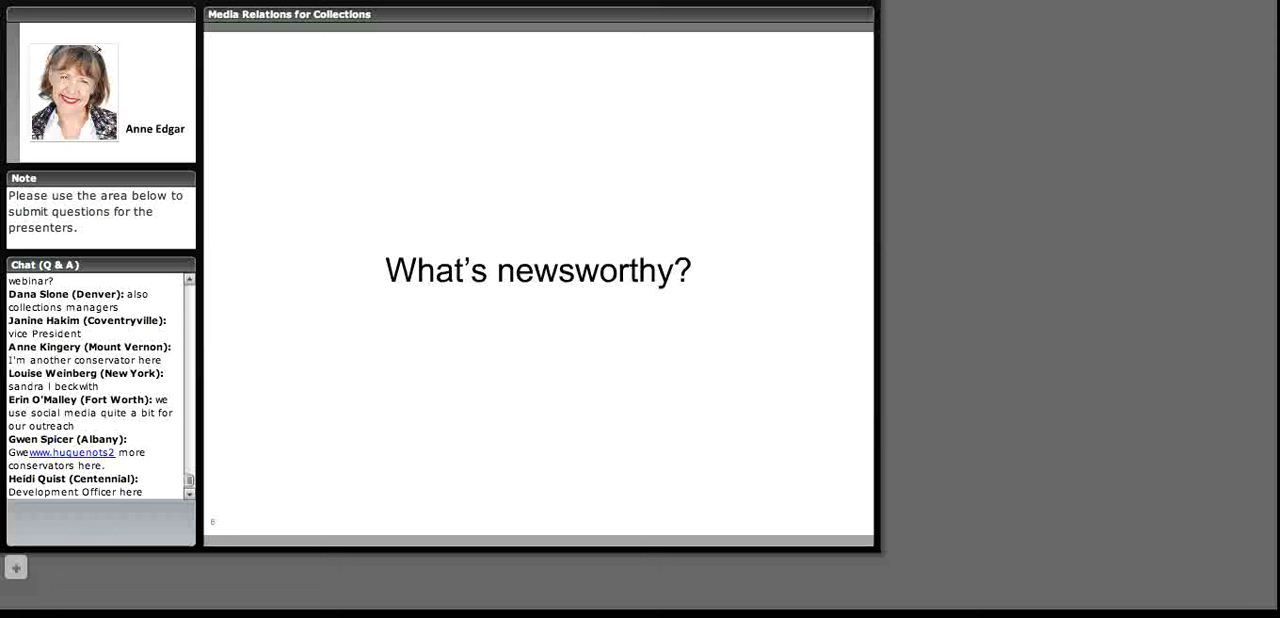 Media Relations for Collections
Anne Edgar
Note
Please use the area below to
submit questions for the
presenters.
Chat (Q & A)
webinar?
Dana Slone (Denver): also
collections managers
Janine Hakim (Coventryville):
vice President
Anne Kingery (Mount Vernon):
I'm another conservator here
Louise Weinberg (New York):
sandra l beckwith
Erin O'Malley (Fort Worth): we
use social media quite a bit for
our outreach
Gwen Spicer (Albany):
Gwewww.huguenots2 more
conservators here.
Heidi Quist (Centennial):
Development Officer here
What's newsworthy?
6